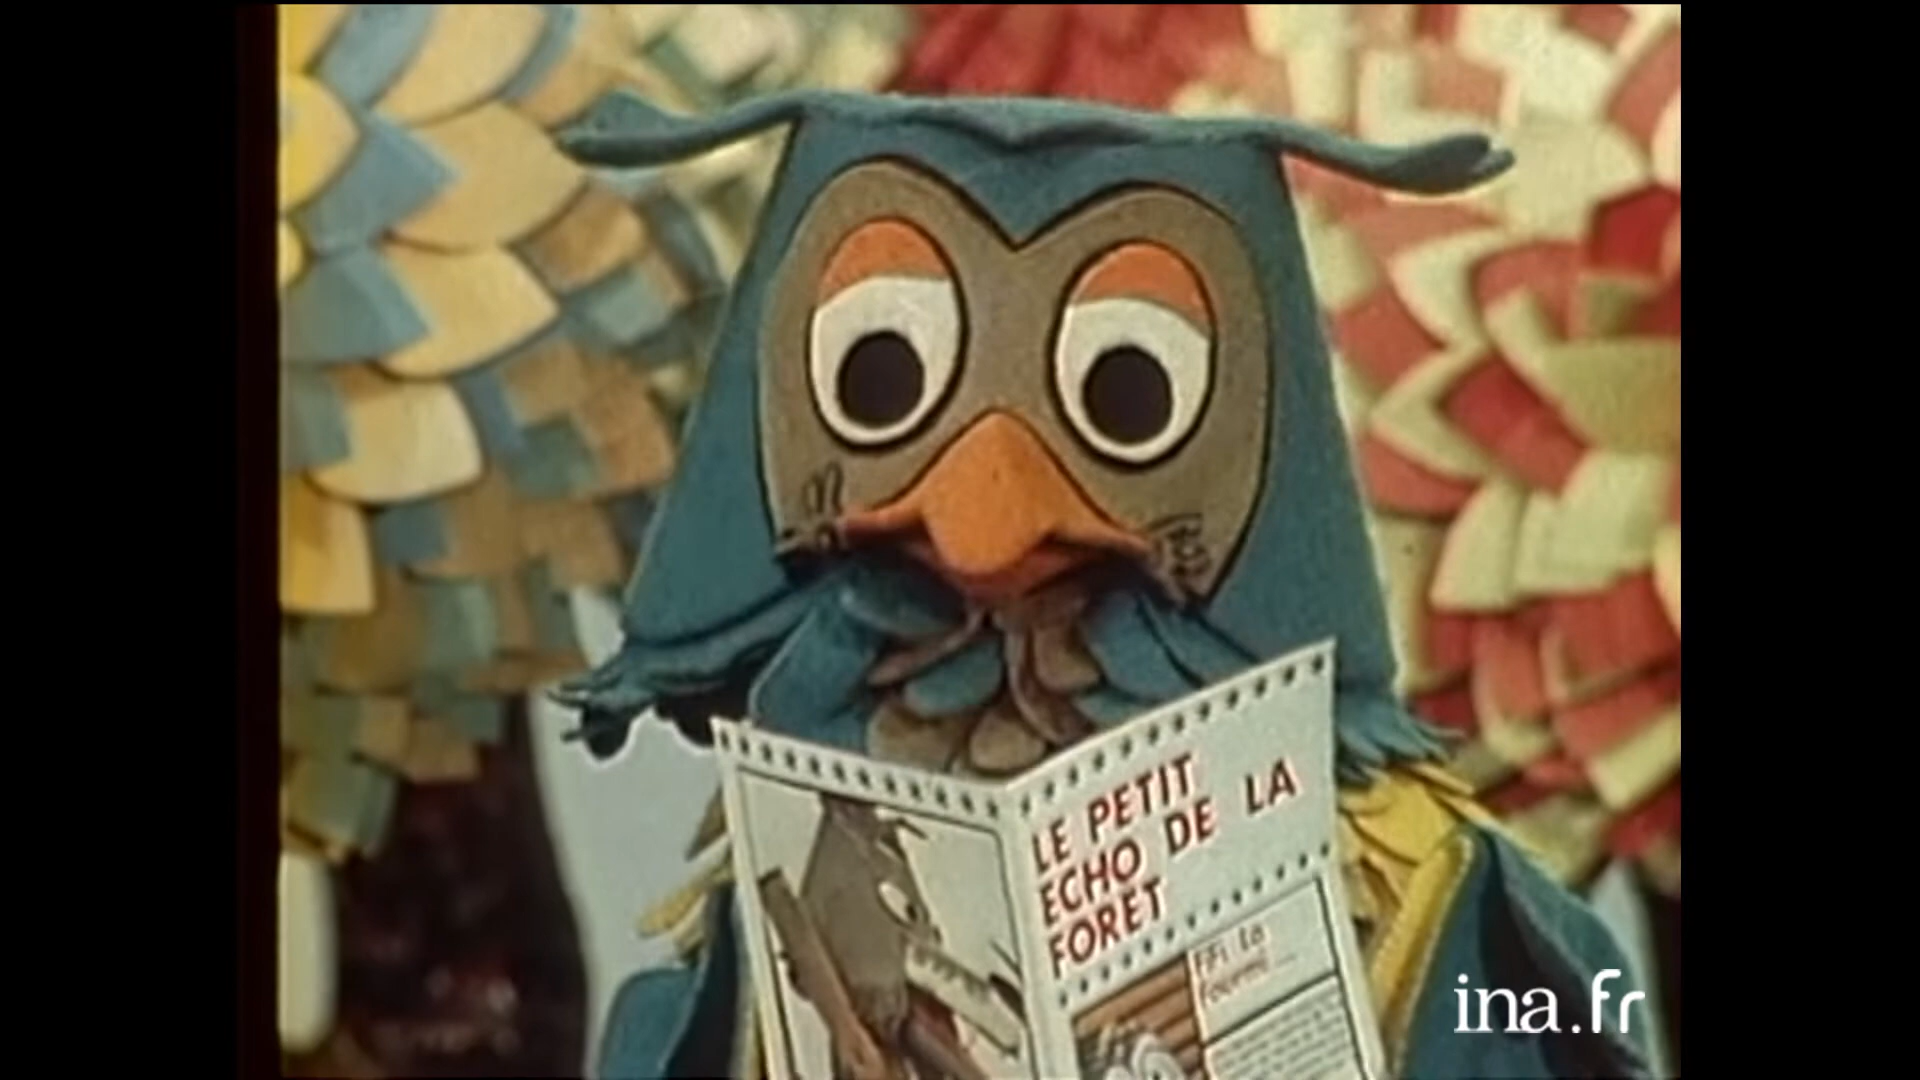 LE PETIT
ECHO DE LA
FORET
FiFi La
Fourmi...
ina.fr